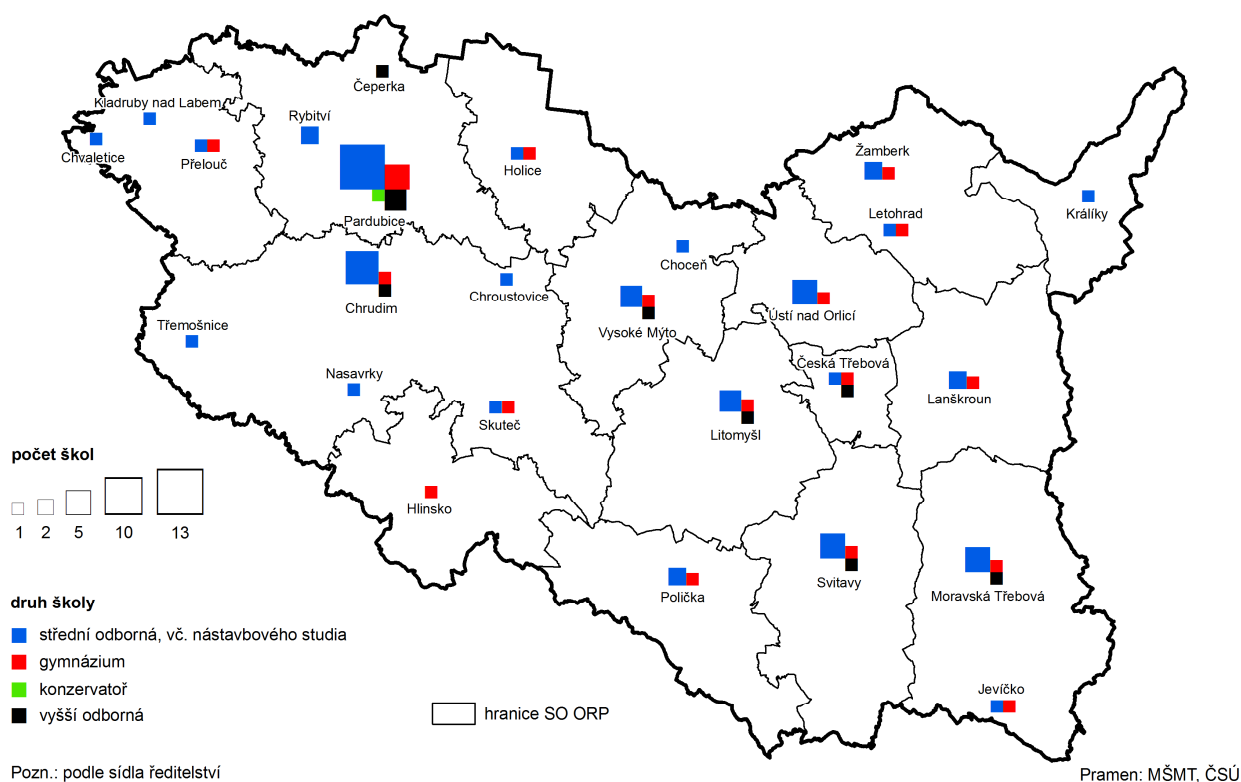 Čeperka
Kladruby nad Labem
Rybitví
Chvaletice
Přelouč
Holice
Žamberk
Pardubice
Letohrad
Králíky
Choceň
Chrudim
Chroustovice
Vysoké Mýto
Ústí nad Orlicí
Třemošnice
Česká Třebová
Nasavrky
Lanškroun
Skuteč
Litomyšl
Hlinsko
Polička
Svitavy
Moravská Třebová
Jevíčko
počet škol
1 2 5 10 13
druh školy
střední odborná, vč. nástavbového studia
gymnázium
konzervatoř
vyšší odborná
hranice SO ORP
Pozn.: podle sídla ředitelství
Pramen: MŠMT, ČSÚ